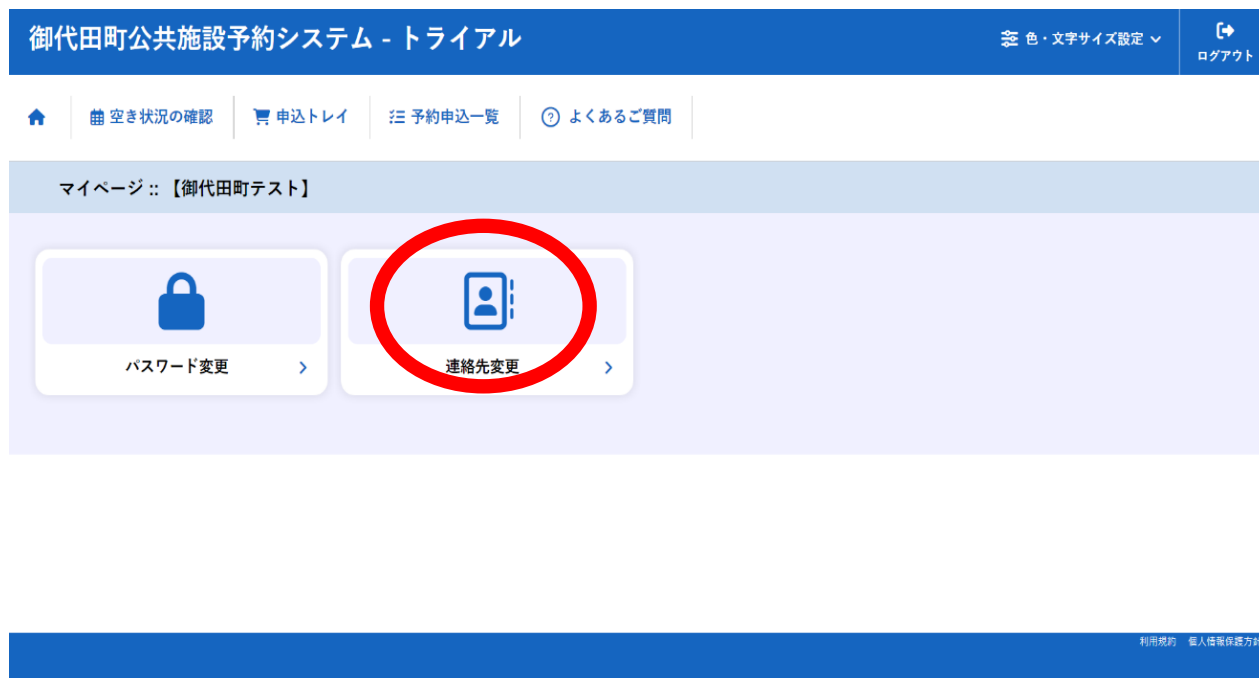 御代田町公共施設予約システム - トライアル
色・文字サイズ設定
ログアウト
空き状況の確認
申込トレイ
予約申込一覧
よくあるご質問
マイページ :: 【御代田町テスト】
パスワード変更
連絡先変更
利用規約 個人情報保護方針